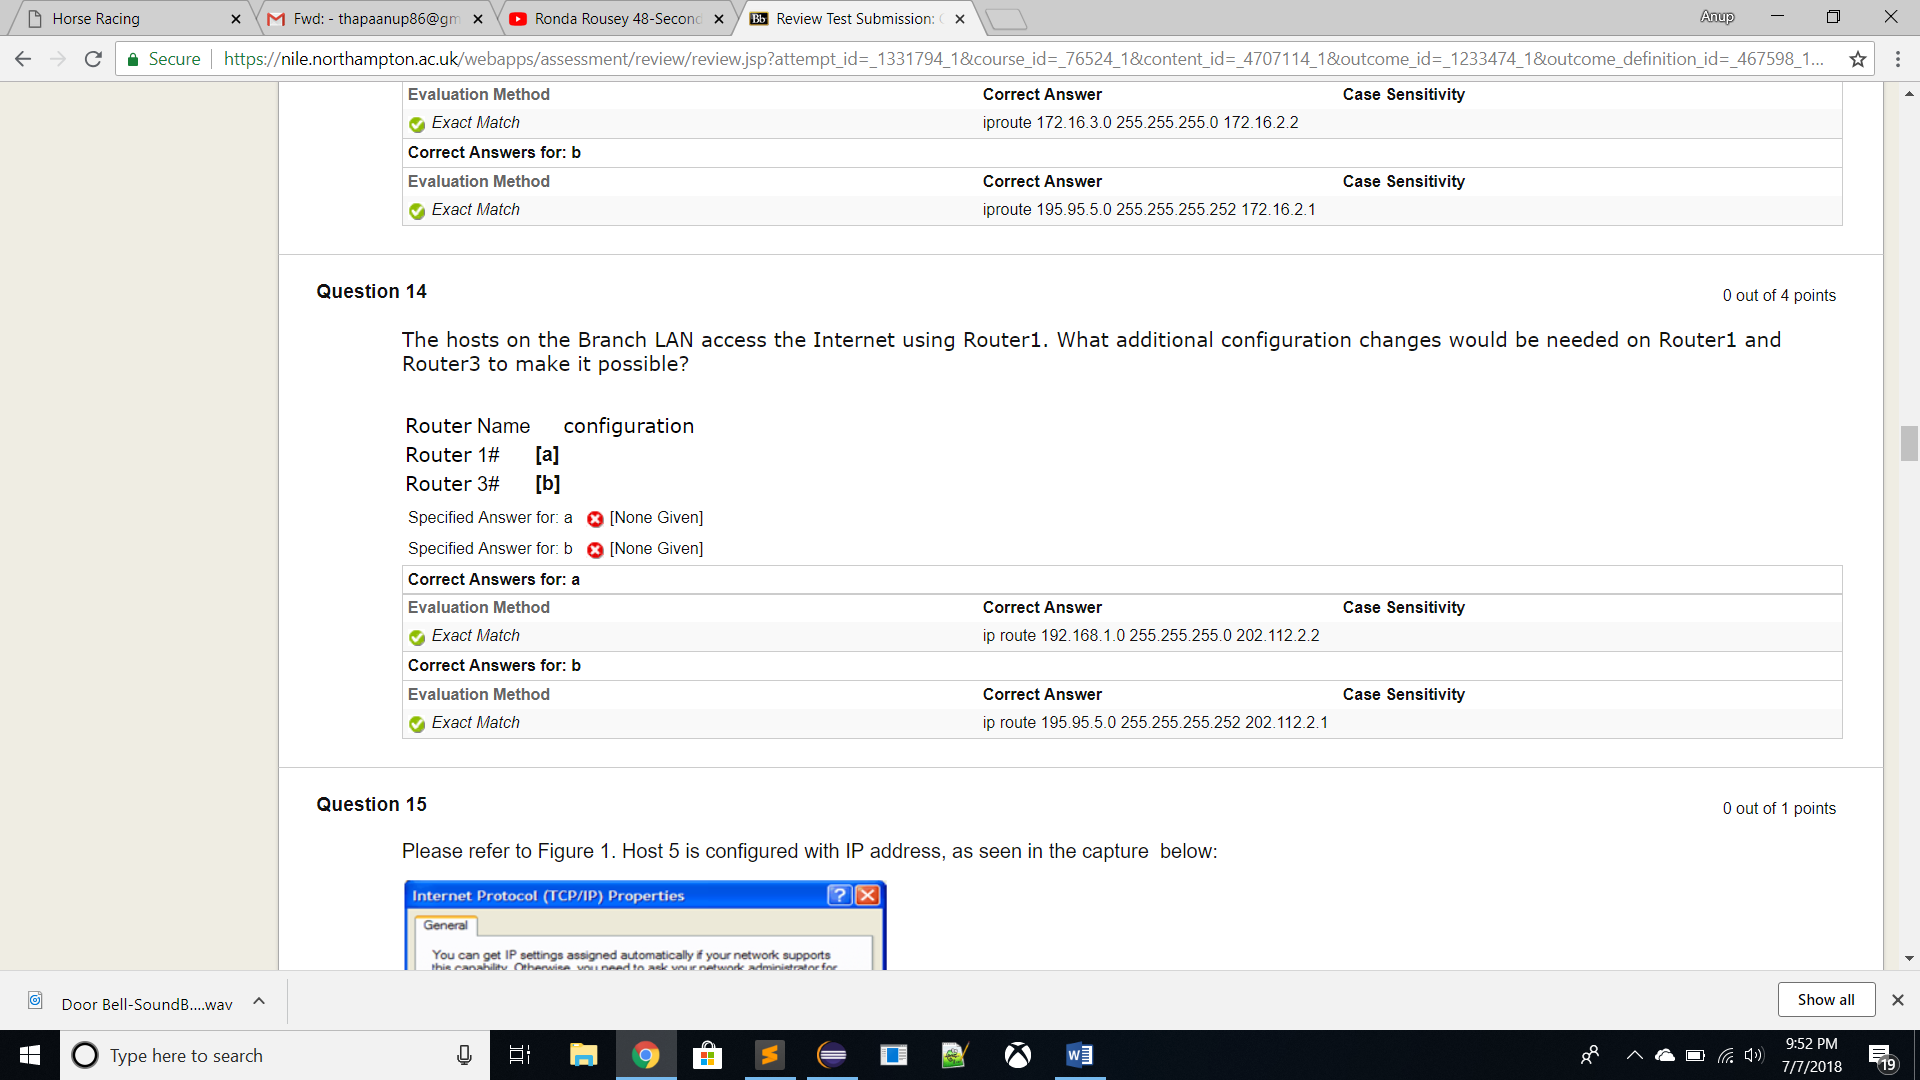 Horse Racing
Fwd: - thapaanup86@gm
Ronda Rousey 48-Second
Bb Review Test Submission:
Anup
Secure https://nile.northampton.ac.uk/webapps/assessment/review/review.jsp?attempt_id=_1331794_1&course_id=_76524_1&content_id=_4707114_1&outcome_id=_1233474_1&outcome_definition_id=_467598_1...
Evaluation Method Correct Answer Case Sensitivity
Exact Match iproute 172.16.3.0 255.255.255.0 172.16.2.2
Correct Answers for: b
Evaluation Method Correct Answer Case Sensitivity
Exact Match iproute 195.95.5.0 255.255.255.252 172.16.2.1
Question 14
0 out of 4 points
The hosts on the Branch LAN access the Internet using Router1. What additional configuration changes would be needed on Router1 and
Router3 to make it possible?
Router Name configuration
Router 1# [a]
Router 3# [b]
Specified Answer for: a [None Given]
Specified Answer for: b [None Given]
Correct Answers for: a
Evaluation Method Correct Answer Case Sensitivity
Exact Match ip route 192.168.1.0 255.255.255.0 202.112.2.2
Correct Answers for: b
Evaluation Method Correct Answer Case Sensitivity
Exact Match ip route 195.95.5.0 255.255.255.252 202.112.2.1
Question 15
0 out of 1 points
Please refer to Figure 1. Host 5 is configured with IP address, as seen in the capture below:
Internet Protocol (TCP/IP) Properties
General
You can get IP settings assigned automatically if your network supports
this capability. Otherwise, you need to ask your network administrator for
Door Bell-SoundB....wav
Show all
Type here to search
9:52 PM
7/7/2018
19